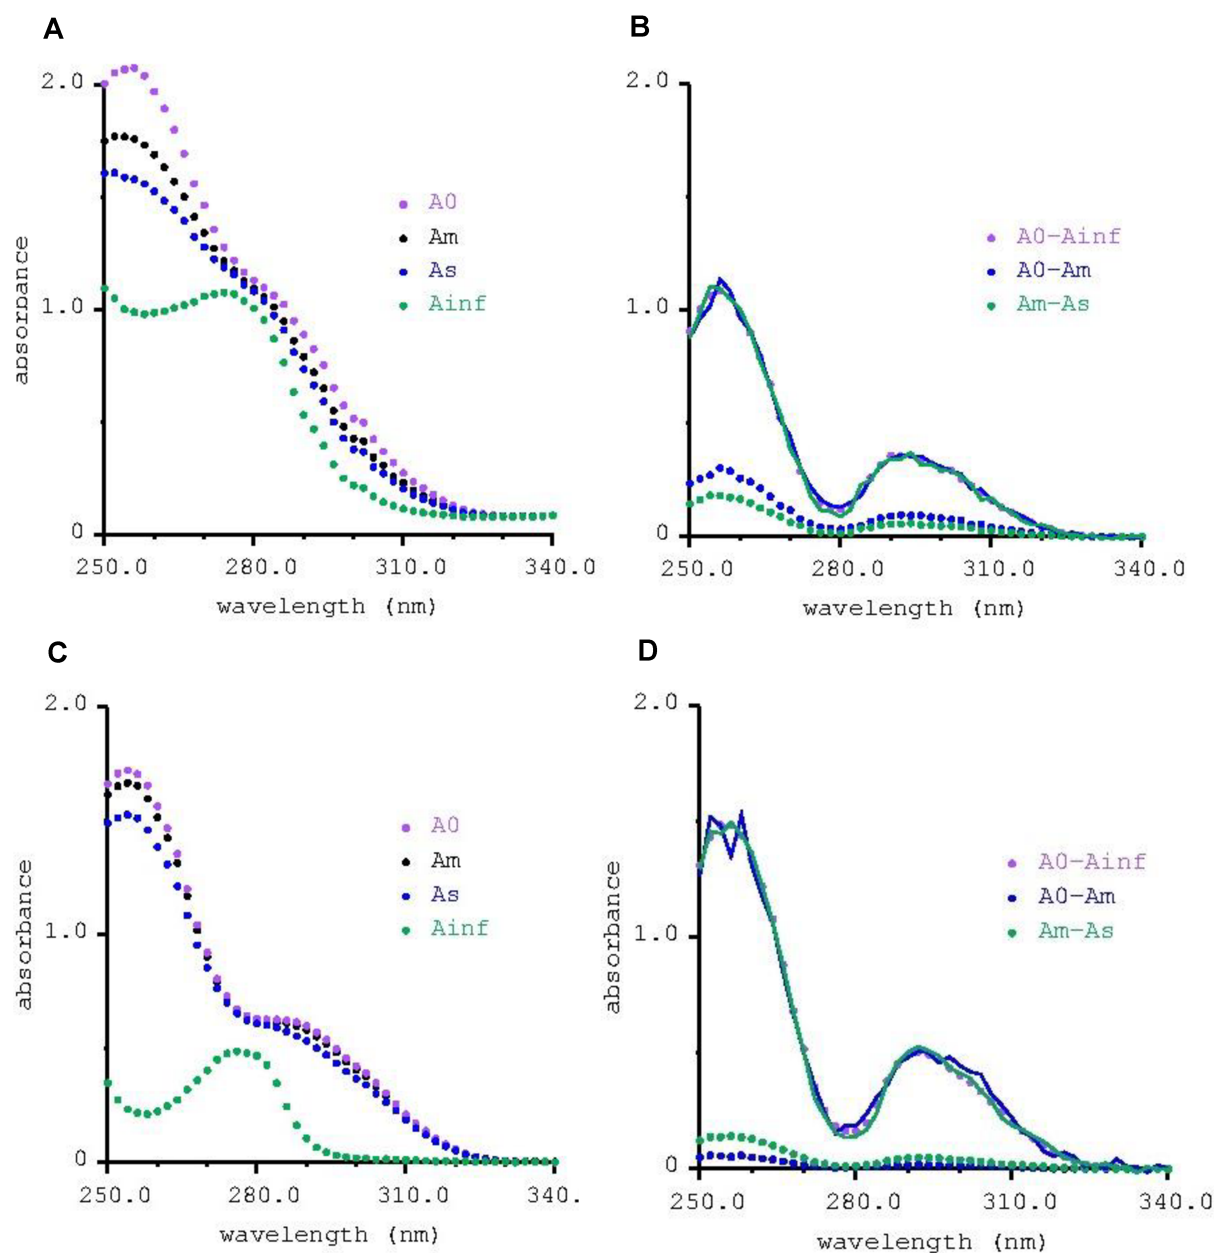 A
2.0
1.0
0
absorbance
250.0 280.0 310.0 340.0
wavelength (nm)
A0
Am
As
Ainf
B
2.0
1.0
0
250.0 280.0 310.0 340.0
wavelength (nm)
A0-Ainf
A0-Am
Am-As
C
2.0
1.0
0
absorbance
250.0 280.0 310.0 340.
wavelength (nm)
A0
Am
As
Ainf
D
2.0
1.0
0
absorbance
250.0 280.0 310.0 340.0
wavelength (nm)
A0-Ainf
A0-Am
Am-As